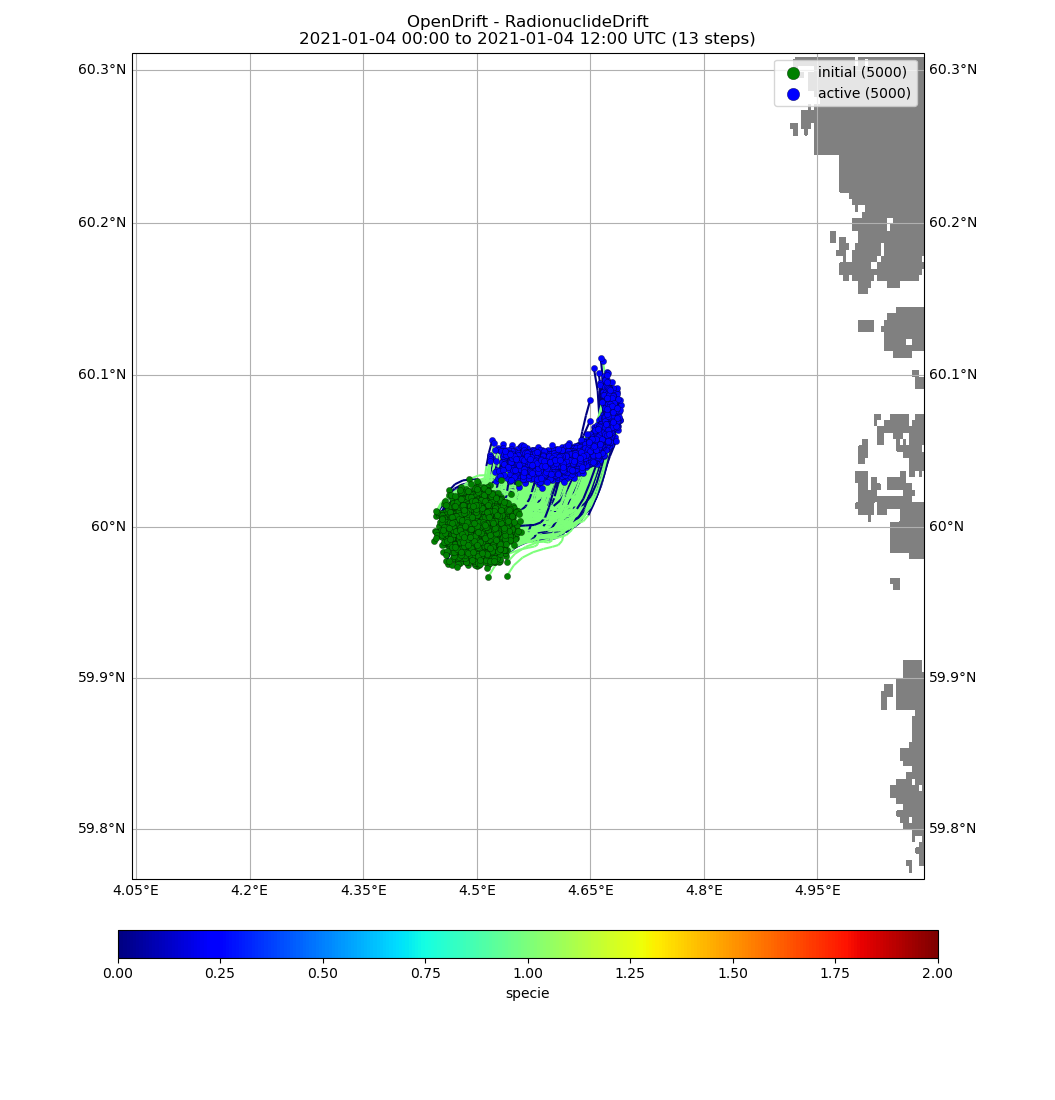 OpenDrift - RadionuclideDrift
2021-01-04 00:00 to 2021-01-04 12:00 UTC (13 steps)
initial (5000)
active (5000)
60.3°N 60.3°N
60.2°N 60.2°N
60.1°N 60.1°N
60°N 60°N
59.9°N 59.9°N
59.8°N 59.8°N
4.05°E 4.2°E 4.35°E 4.5°E 4.65°E 4.8°E 4.95°E
0.00 0.25 0.50 0.75 1.00 1.25 1.50 1.75 2.00
specie